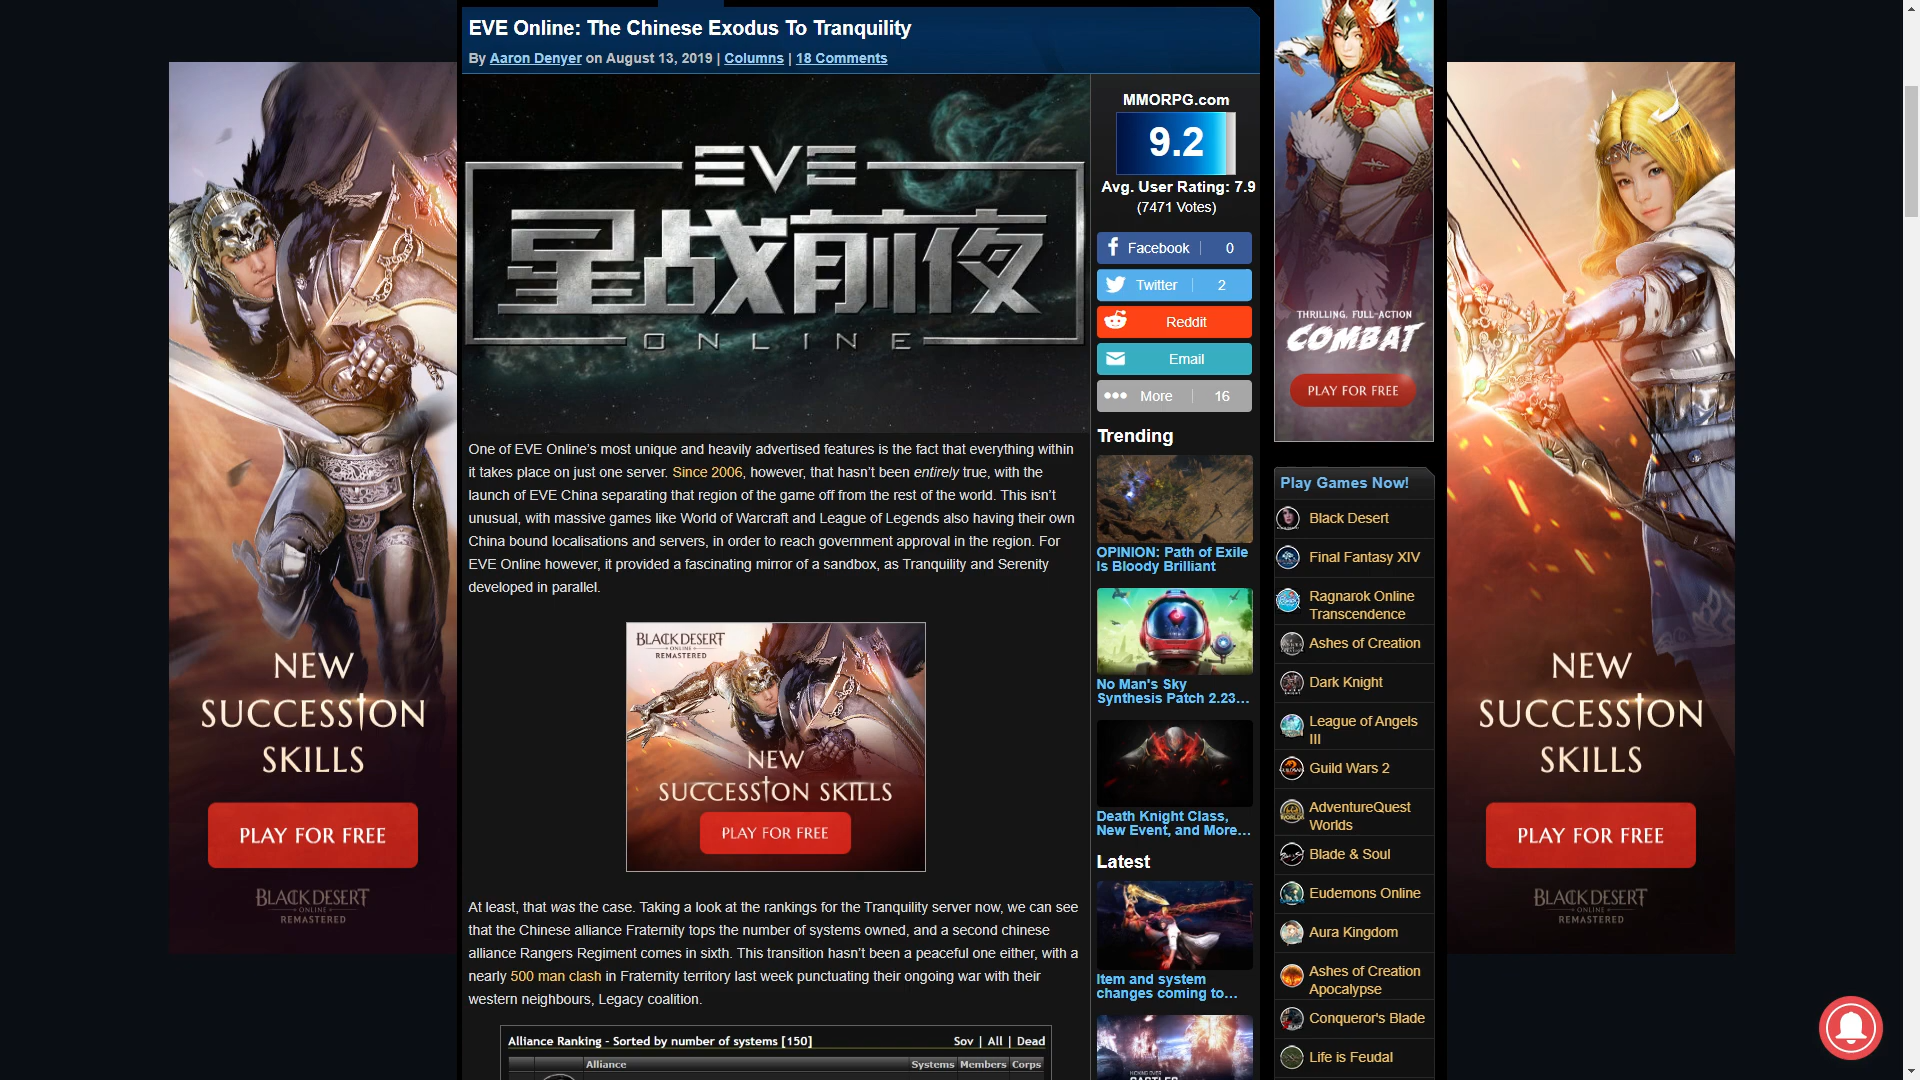 EVE Online: The Chinese Exodus To Tranquility
By Aaron Denyer on August 13, 2019 | Columns | 18 Comments
EVE
星战前夜
ONLINE
One of EVE Online's most unique and heavily advertised features is the fact that everything within
it takes place on just one server. Since 2006, however, that hasn't been entirely true, with the
launch of EVE China separating that region of the game off from the rest of the world. This isn't
unusual, with massive games like World of Warcraft and League of Legends also having their own
China bound localisations and servers, in order to reach government approval in the region. For
EVE Online however, it provided a fascinating mirror of a sandbox, as Tranquility and Serenity
developed in parallel.
BLACK DESERT
ONLINE
REMASTERED
NEW
SUCCESSION SKILLS
PLAY FOR FREE
At least, that was the case. Taking a look at the rankings for the Tranquility server now, we can see
that the Chinese alliance Fraternity tops the number of systems owned, and a second chinese
alliance Rangers Regiment comes in sixth. This transition hasn't been a peaceful one either, with a
nearly 500 man clash in Fraternity territory last week punctuating their ongoing war with their
western neighbours, Legacy coalition.
Alliance Ranking - Sorted by number of systems [150]
Sov | All | Dead
Alliance Systems Members Corps
MMORPG.com
9.2
Avg. User Rating: 7.9
(7471 Votes)
Facebook 0
Twitter 2
Reddit
Email
More 16
Trending
OPINION: Path of Exile
Is Bloody Brilliant
No Man's Sky
Synthesis Patch 2.23...
Death Knight Class,
New Event, and More...
Latest
Item and system
changes coming to...
THRILLING, FULL-ACTION
COMBAT
PLAY FOR FREE
Play Games Now!
Black Desert
Final Fantasy XIV
Ragnarok Online
Transcendence
Ashes of Creation
Dark Knight
League of Angels
III
Guild Wars 2
AdventureQuest
Worlds
Blade & Soul
Eudemons Online
Aura Kingdom
Ashes of Creation
Apocalypse
Conqueror's Blade
Life is Feudal
NEW
SUCCESSION
SKILLS
PLAY FOR FREE
BLACK DESERT
ONLINE
REMASTERED
NEW
SUCCESSION
SKILLS
PLAY FOR FREE
BLACK DESERT
ONLINE
REMASTERED